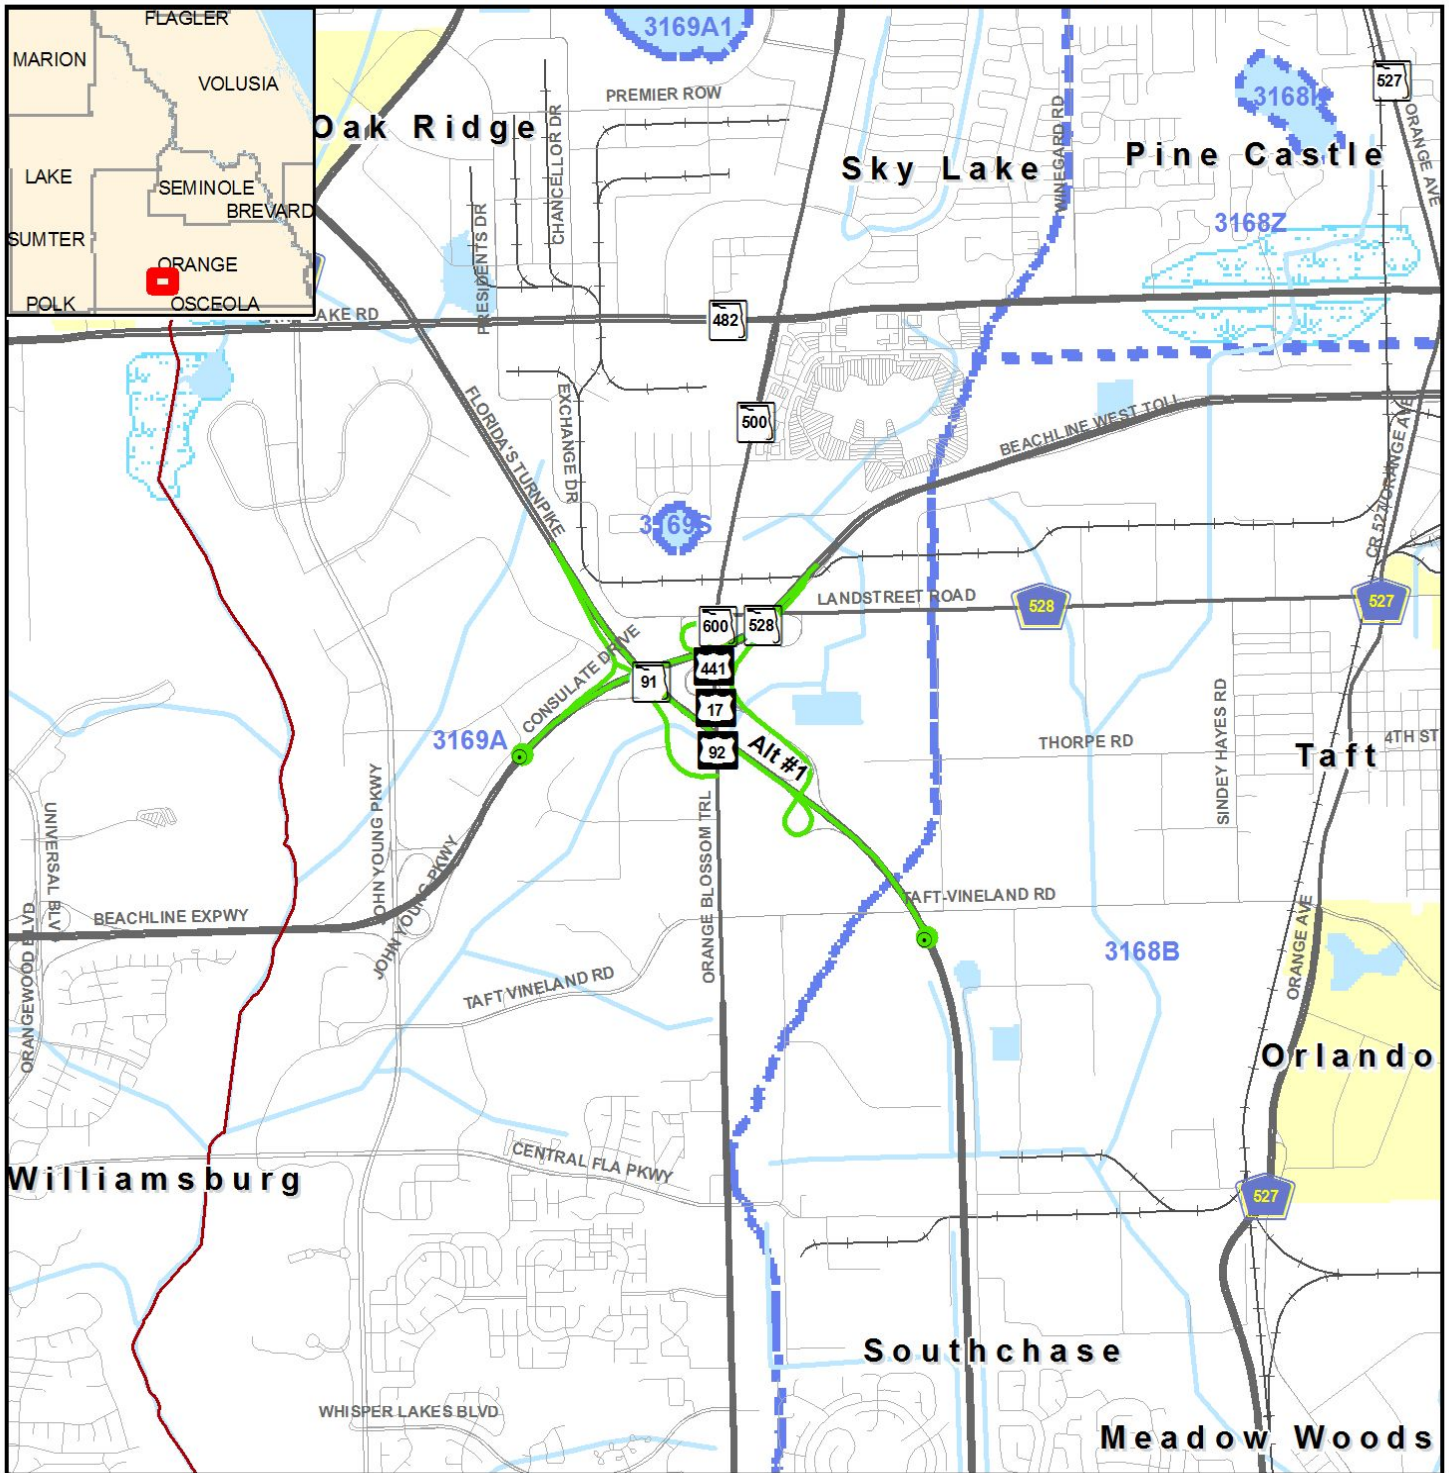 FLAGLER
MARION
VOLUSIA
LAKE
SEMINOLE
BREVARD
SUMTER
ORANGE
POLK
OSCEOLA
3169A1
527
PREMIER ROW
3168K
Oak Ridge
Sky Lake
Pine Castle
ORANGE AVE
CHANCELLOR DR
WINEGARD RD
PRESIDENTS DR
3168Z
LAKE RD
482
FLORIDA'S TURNPIKE
EXCHANGE DR
500
BEACHLINE WEST TOLL
CR 527/ORANGE AVE
3169S
LANDSTREET ROAD
528
527
600
528
441
91
17
92
CONSULATE DRIVE
3169A
Alt #1
THORPE RD
SINDEY HAYES RD
Taft
4TH ST
UNIVERSAL BLV
JOHN YOUNG PKWY
JOHN YOUNG PKWY
ORANGE BLOSSOM TRL
TAFT-VINELAND RD
BEACHLINE EXPWY
ORANGEWOOD BLVD
ORANGE AVE
3168B
TAFT VINELAND RD
Orlando
CENTRAL FLA PKWY
Williamsburg
527
Southchase
WHISPER LAKES BLVD
Meadow Woods